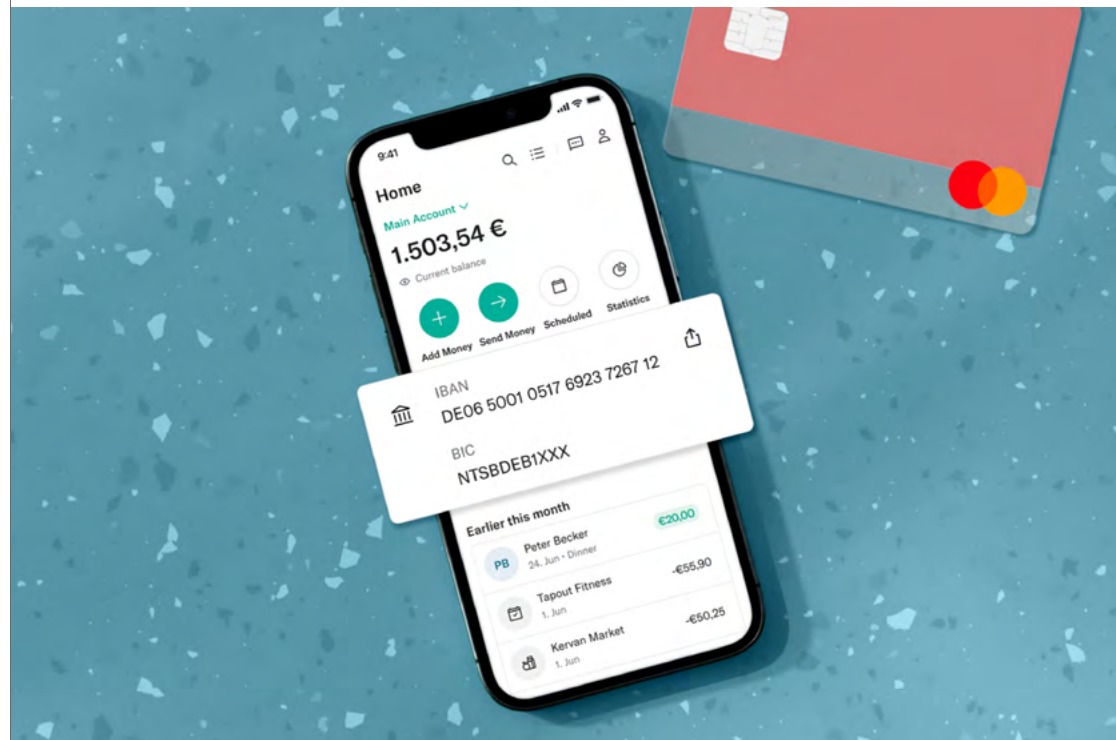 9:41
Home
Main Account
1.503,54 €
Current balance
Add Money Send Money Scheduled Statistics
IBAN
DE06 5001 0517 6923 7267 12
BIC
NTSBDEB1XXX
Earlier this month
PB Peter Becker €20,00
24. Jun • Dinner
Tapout Fitness -€55,90
1. Jun
Kervan Market -€50,25
1. Jun